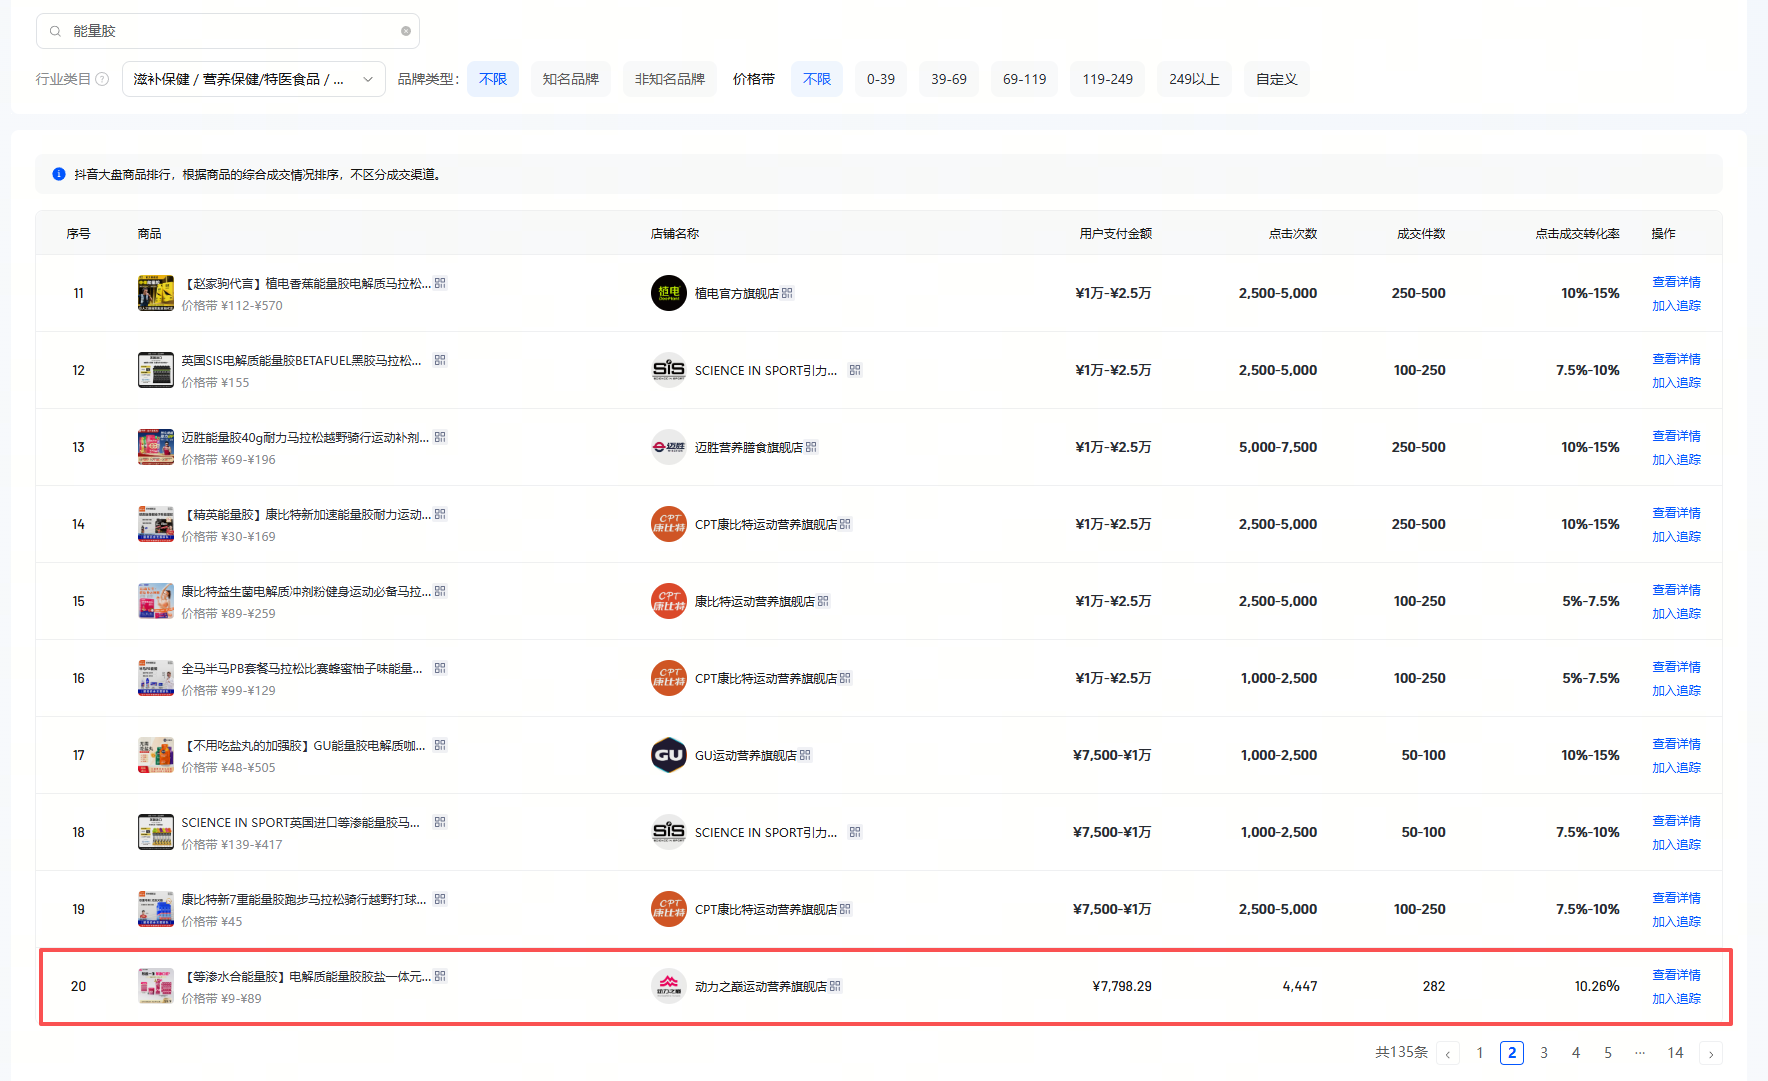 能量胶
行业类目 滋补保健 / 营养保健/特医食品 / ... 品牌类型: 不限 知名品牌 非知名品牌 价格带 不限 0-39 39-69 69-119 119-249 249以上 自定义
抖音大盘商品排行，根据商品的综合成交情况排序，不区分成交渠道。
序号 商品 店铺名称 用户支付金额 点击次数 成交件数 点击成交转化率 操作
11 【赵家驹代言】植电香蕉能量胶电解质马拉松... 植电官方旗舰店 ¥1万-¥2.5万 2,500-5,000 250-500 10%-15% 查看详情
价格带 ¥112-¥570 加入追踪
12 英国SIS电解质能量胶BETAFUEL黑胶马拉松... SCIENCE IN SPORT引力... ¥1万-¥2.5万 2,500-5,000 100-250 7.5%-10% 查看详情
价格带 ¥155 加入追踪
13 迈胜能量胶40g耐力马拉松越野骑行运动补剂... 迈胜营养膳食旗舰店 ¥1万-¥2.5万 5,000-7,500 250-500 10%-15% 查看详情
价格带 ¥69-¥196 加入追踪
14 【精英能量胶】康比特新加速能量胶耐力运动... CPT康比特运动营养旗舰店 ¥1万-¥2.5万 2,500-5,000 250-500 10%-15% 查看详情
价格带 ¥30-¥169 加入追踪
15 康比特益生菌电解质冲剂粉健身运动必备马拉... 康比特运动营养旗舰店 ¥1万-¥2.5万 2,500-5,000 100-250 5%-7.5% 查看详情
价格带 ¥89-¥259 加入追踪
16 全马半马PB套餐马拉松比赛蜂蜜柚子味能量... CPT康比特运动营养旗舰店 ¥1万-¥2.5万 1,000-2,500 100-250 5%-7.5% 查看详情
价格带 ¥99-¥129 加入追踪
17 【不用吃盐丸的加强胶】GU能量胶电解质咖... GU运动营养旗舰店 ¥7,500-¥1万 1,000-2,500 50-100 10%-15% 查看详情
价格带 ¥48-¥505 加入追踪
18 SCIENCE IN SPORT英国进口等渗能量胶马... SCIENCE IN SPORT引力... ¥7,500-¥1万 1,000-2,500 50-100 7.5%-10% 查看详情
价格带 ¥139-¥417 加入追踪
19 康比特新7重能量胶跑步马拉松骑行越野打球... CPT康比特运动营养旗舰店 ¥7,500-¥1万 2,500-5,000 100-250 7.5%-10% 查看详情
价格带 ¥45 加入追踪
20 【等渗水合能量胶】电解质能量胶胶盐一体元... 动力之巅运动营养旗舰店 ¥7,798.29 4,447 282 10.26% 查看详情
价格带 ¥9-¥89 加入追踪
共135条 ‹ 1 2 3 4 5 ··· 14 ›